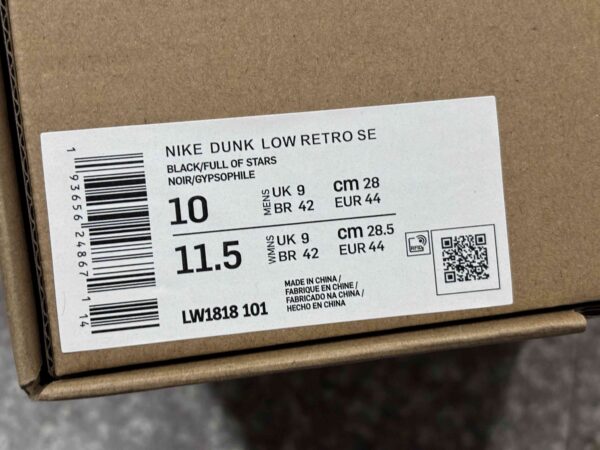 NIKE DUNK LOW RETRO SE
BLACK/FULL OF STARS
NOIR/GYPSOPHILE
10 MENS UK 9 cm 28
BR 42 EUR 44
11.5 WMNS UK 9 cm 28.5
BR 42 EUR 44
RFID
MADE IN CHINA /
FABRIQUE EN CHINE /
FABRICADO NA CHINA /
HECHO EN CHINA
LW1818 101
1 93656 24867 114